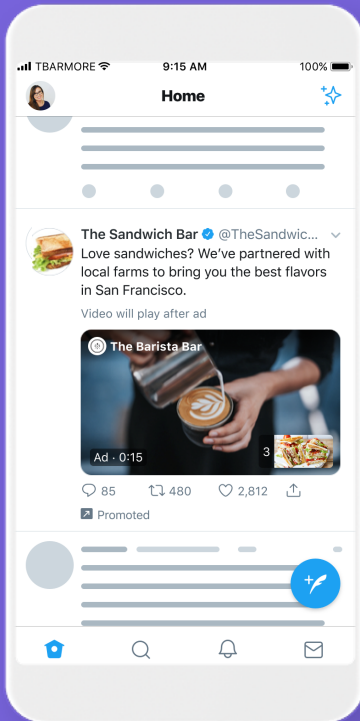 TBARMORE 9:15 AM 100%
Home
The Sandwich Bar @TheSandwic...
Love sandwiches? We’ve partnered with
local farms to bring you the best flavors
in San Francisco.
Video will play after ad
The Barista Bar
Ad · 0:15 3
85 480 2,812
Promoted